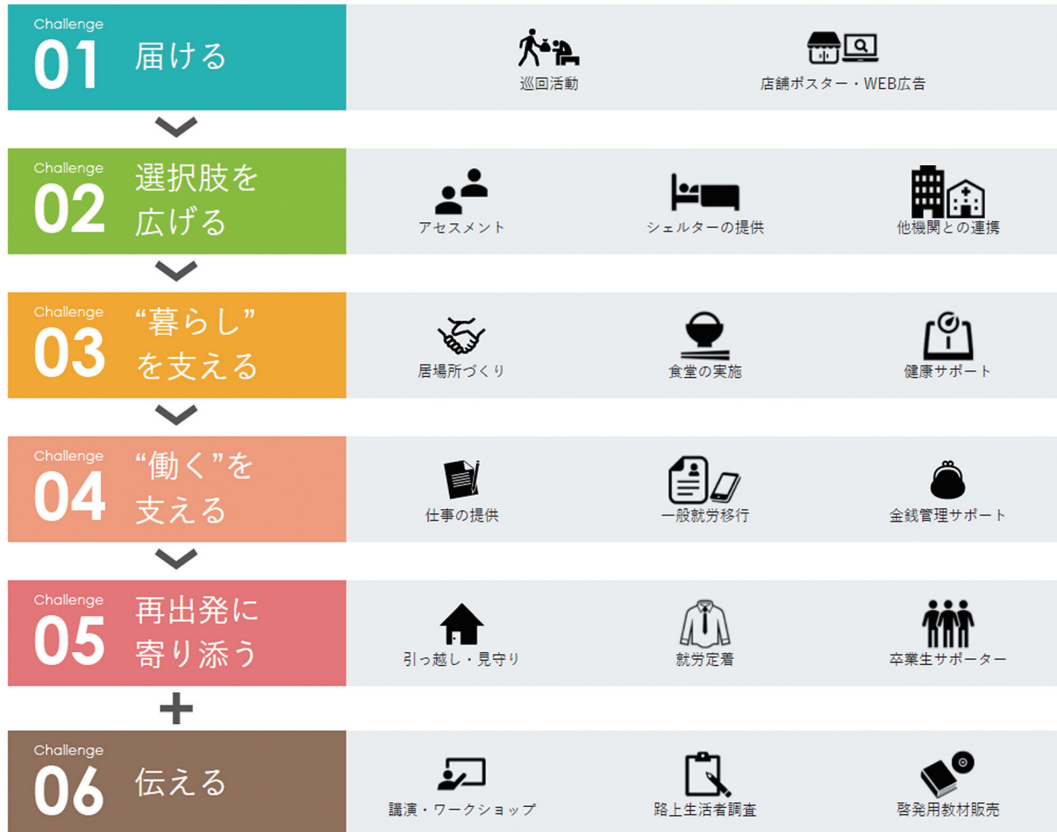 Challenge
01
届ける
巡回活動
店舗ポスター・WEB広告
Challenge
02
選択肢を
広げる
アセスメント
シェルターの提供
他機関との連携
Challenge
03
“暮らし”
を支える
居場所づくり
食堂の実施
健康サポート
Challenge
04
“働く”を
支える
仕事の提供
一般就労移行
金銭管理サポート
Challenge
05
再出発に
寄り添う
引っ越し・見守り
就労定着
卒業生サポーター
Challenge
06
伝える
講演・ワークショップ
路上生活者調査
啓発用教材販売